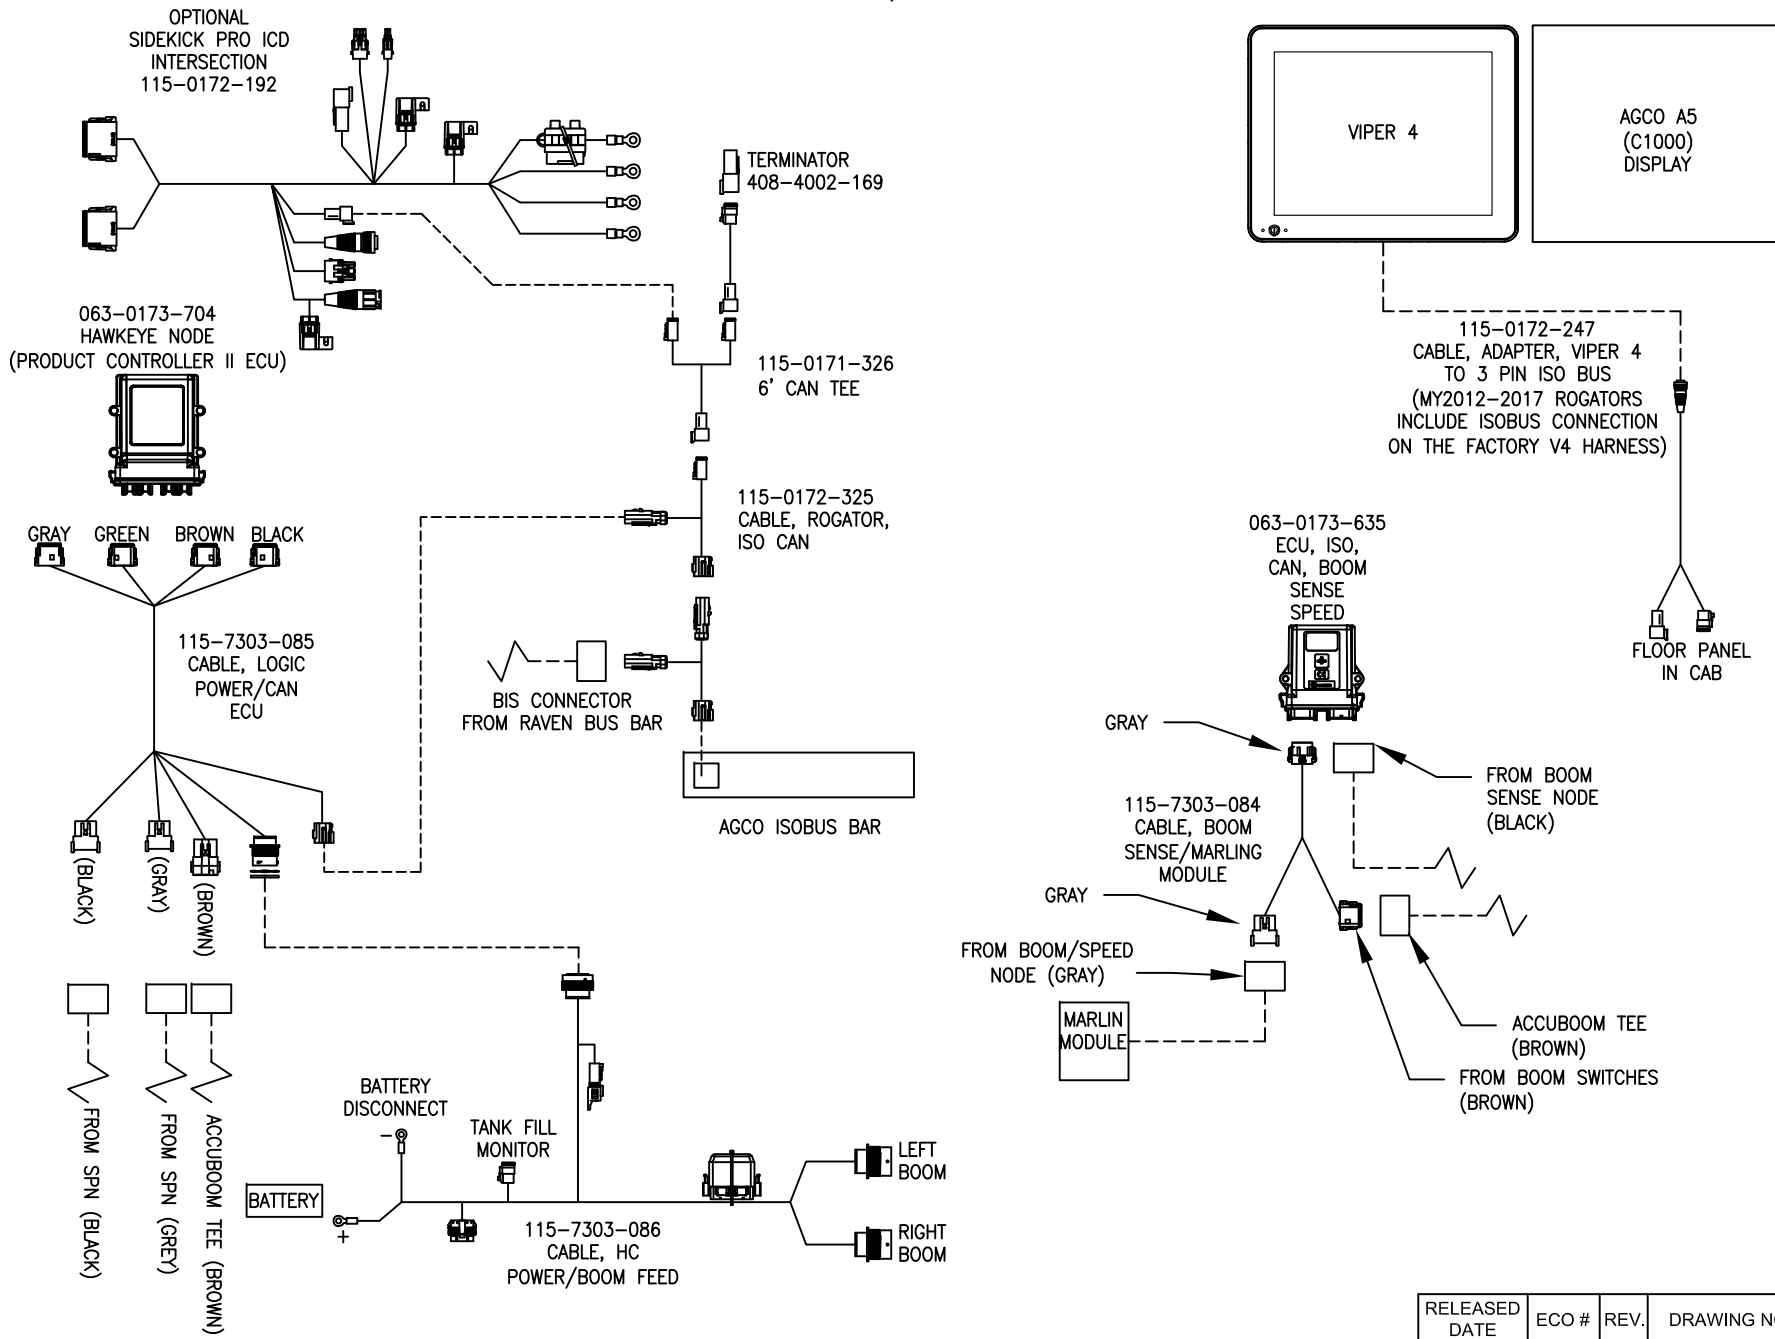 OPTIONAL
SIDEKICK PRO ICD
INTERSECTION
115-0172-192
TERMINATOR
408-4002-169
VIPER 4
AGCO A5
(C1000)
DISPLAY
063-0173-704
HAWKEYE NODE
(PRODUCT CONTROLLER II ECU)
115-0171-326
6' CAN TEE
115-0172-247
CABLE, ADAPTER, VIPER 4
TO 3 PIN ISO BUS
(MY2012-2017 ROGATORS
INCLUDE ISOBUS CONNECTION
ON THE FACTORY V4 HARNESS)
115-0172-325
CABLE, ROGATOR,
ISO CAN
GRAY
GREEN
BROWN
BLACK
063-0173-635
ECU, ISO,
CAN, BOOM
SENSE
SPEED
115-7303-085
CABLE, LOGIC
POWER/CAN
ECU
BIS CONNECTOR
FROM RAVEN BUS BAR
FLOOR PANEL
IN CAB
AGCO ISOBUS BAR
GRAY
FROM BOOM
SENSE NODE
(BLACK)
115-7303-084
CABLE, BOOM
SENSE/MARLING
MODULE
(BLACK)
(GRAY)
(BROWN)
GRAY
FROM BOOM/SPEED
NODE (GRAY)
MARLIN
MODULE
ACCUBOOM TEE
(BROWN)
FROM BOOM SWITCHES
(BROWN)
FROM SPN (BLACK)
FROM SPN (GREY)
ACCUBOOM TEE (BROWN)
BATTERY
DISCONNECT
-
TANK FILL
MONITOR
BATTERY
+
LEFT
BOOM
RIGHT
BOOM
115-7303-086
CABLE, HC
POWER/BOOM FEED
RELEASED
DATE
ECO #
REV.
DRAWING